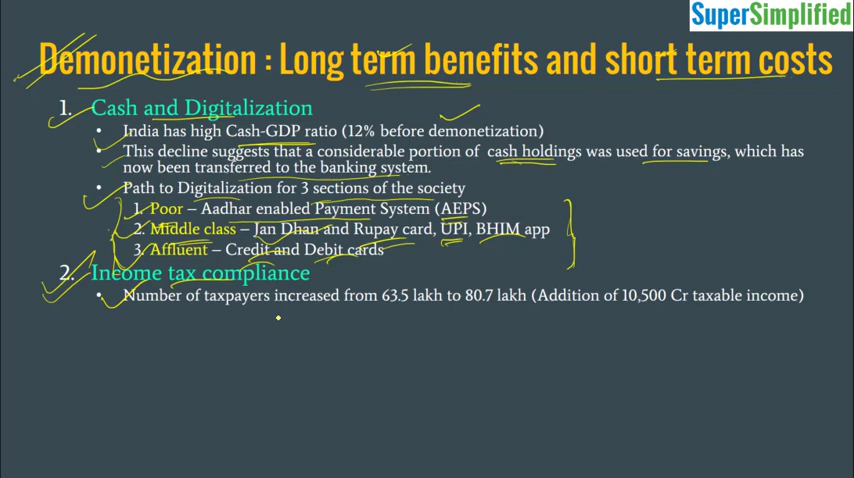 SuperSimplified
Demonetization : Long term benefits and short term costs
1. Cash and Digitalization
• India has high Cash-GDP ratio (12% before demonetization)
• This decline suggests that a considerable portion of cash holdings was used for savings, which has
now been transferred to the banking system.
• Path to Digitalization for 3 sections of the society
1. Poor – Aadhar enabled Payment System (AEPS)
2. Middle class – Jan Dhan and Rupay card, UPI, BHIM app
3. Affluent – Credit and Debit cards
2. Income tax compliance
• Number of taxpayers increased from 63.5 lakh to 80.7 lakh (Addition of 10,500 Cr taxable income)